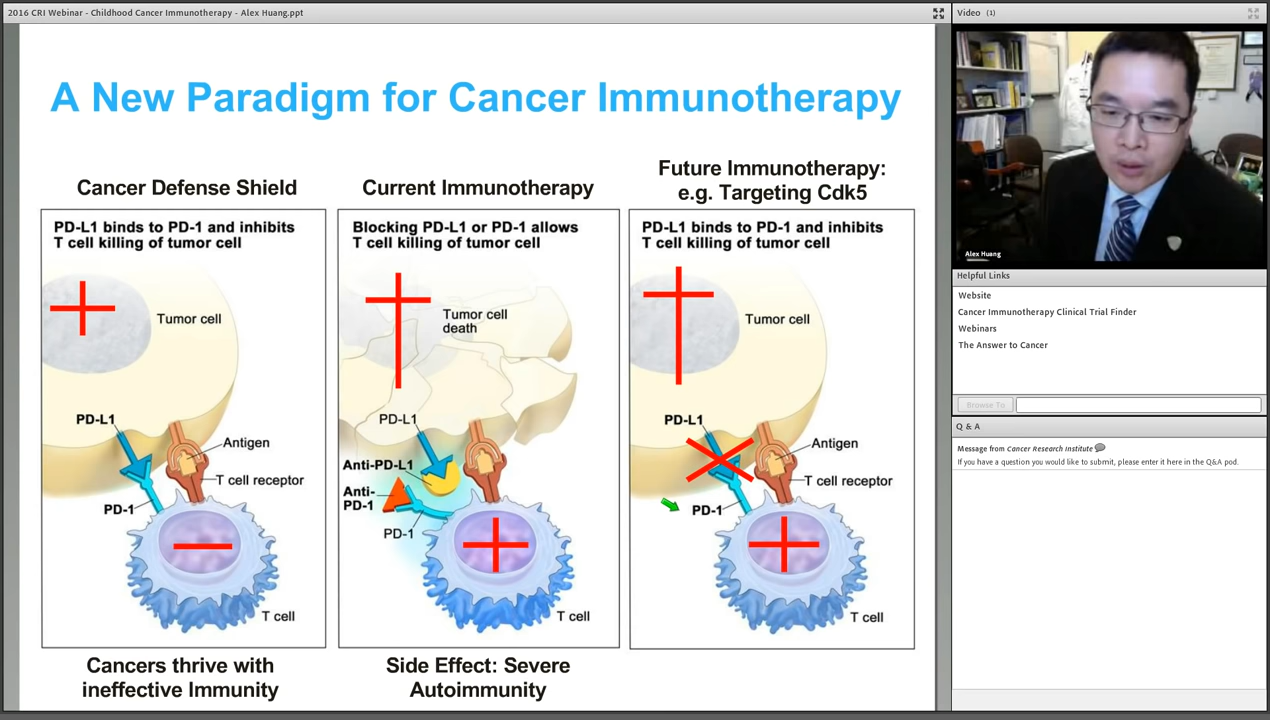 2016 CRI Webinar - Childhood Cancer Immunotherapy - Alex Huang.ppt
A New Paradigm for Cancer Immunotherapy
Cancer Defense Shield
PD-L1 binds to PD-1 and inhibits
T cell killing of tumor cell
Tumor cell
PD-L1
Antigen
T cell receptor
PD-1
T cell
Cancers thrive with
ineffective Immunity
Current Immunotherapy
Blocking PD-L1 or PD-1 allows
T cell killing of tumor cell
Tumor cell
death
PD-L1
Anti-PD-L1
Anti-
PD-1
PD-1
T cell
Side Effect: Severe
Autoimmunity
Future Immunotherapy:
e.g. Targeting Cdk5
PD-L1 binds to PD-1 and inhibits
T cell killing of tumor cell
Tumor cell
PD-L1
Antigen
T cell receptor
PD-1
T cell
Video (1)
Alex Huang
Helpful Links
Website
Cancer Immunotherapy Clinical Trial Finder
Webinars
The Answer to Cancer
Browse To
Q & A
Message from Cancer Research Institute
If you have a question you would like to submit, please enter it here in the Q&A pod.